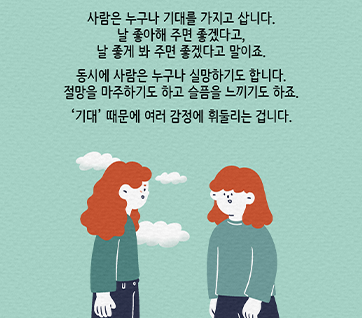 사람은 누구나 기대를 가지고 삽니다.
날 좋아해 주면 좋겠다고,
날 좋게 봐 주면 좋겠다고 말이죠.
동시에 사람은 누구나 실망하기도 합니다.
절망을 마주하기도 하고 슬픔을 느끼기도 하죠.
‘기대’ 때문에 여러 감정에 휘둘리는 겁니다.